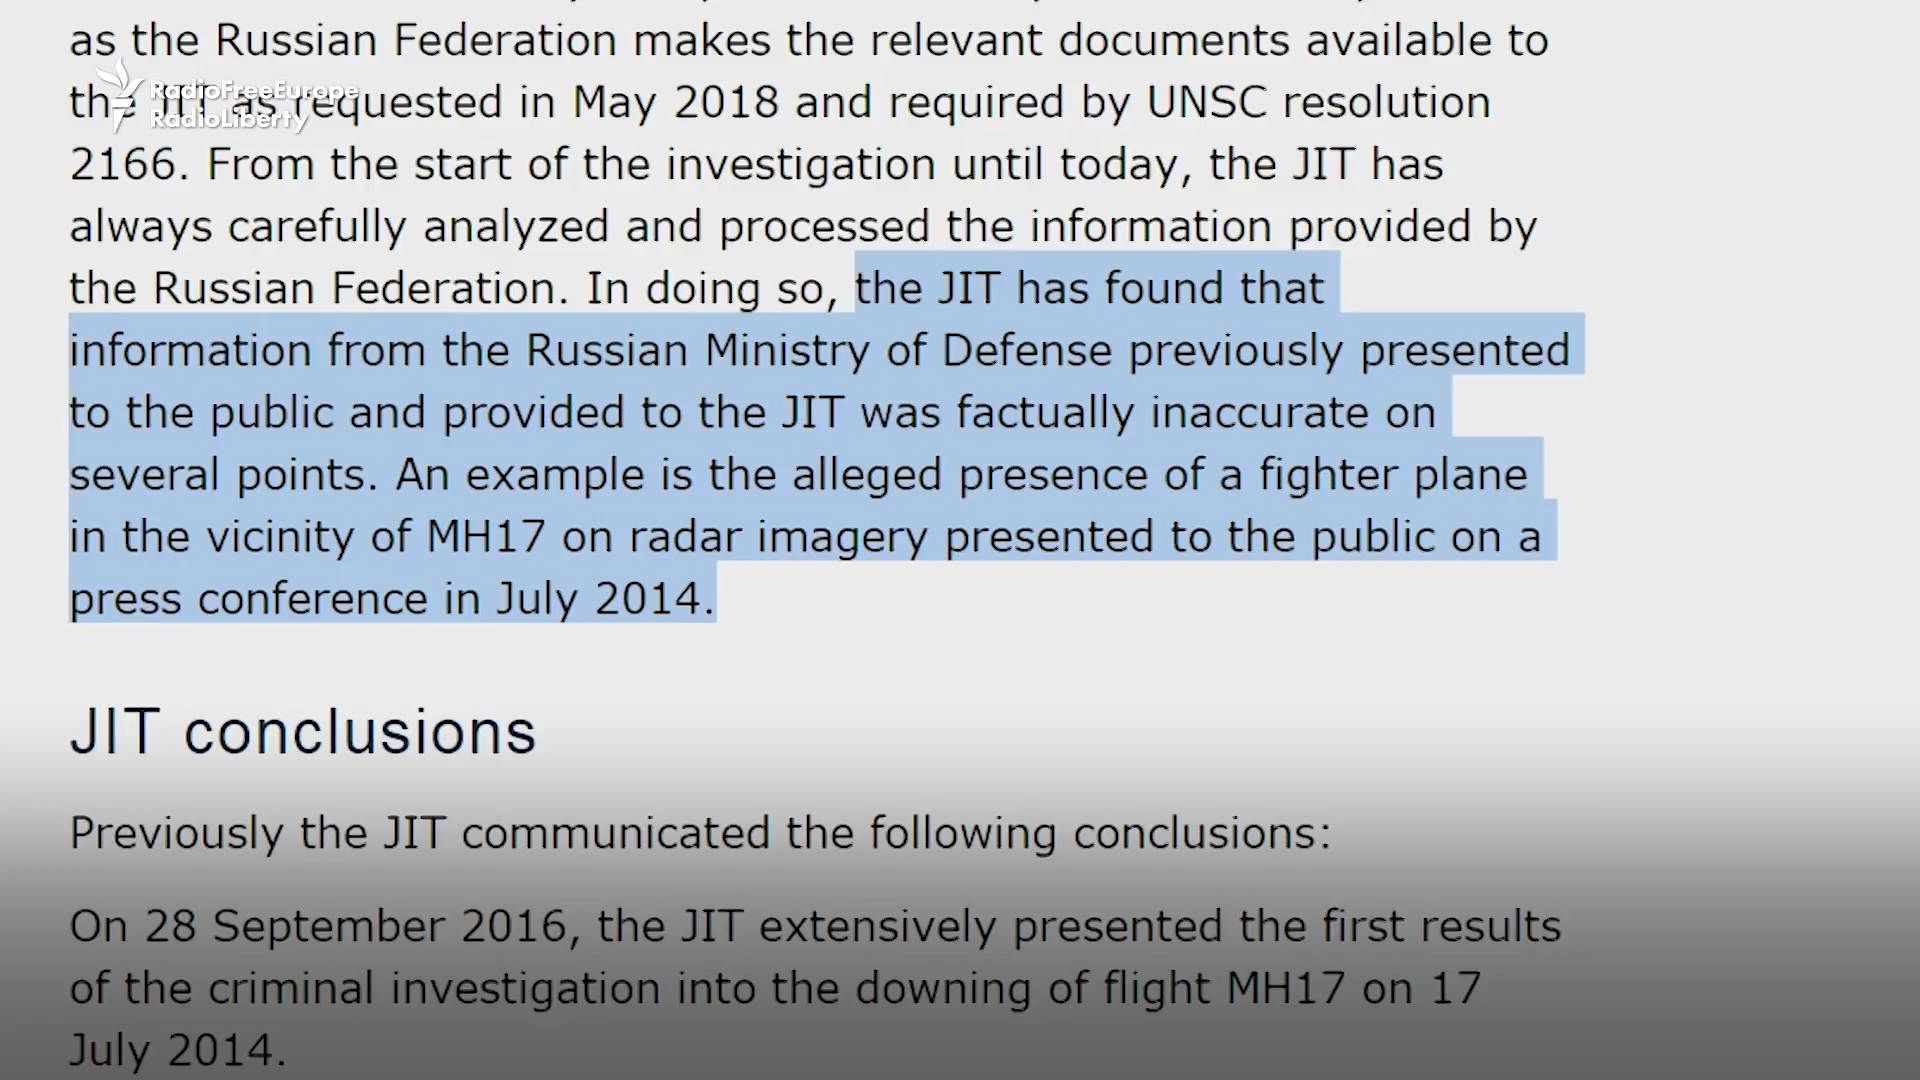 as the Russian Federation makes the relevant documents available to
the JIT as requested in May 2018 and required by UNSC resolution
RadioFreeEurope
RadioLiberty
2166. From the start of the investigation until today, the JIT has
always carefully analyzed and processed the information provided by
the Russian Federation. In doing so, the JIT has found that
information from the Russian Ministry of Defense previously presented
to the public and provided to the JIT was factually inaccurate on
several points. An example is the alleged presence of a fighter plane
in the vicinity of MH17 on radar imagery presented to the public on a
press conference in July 2014.
JIT conclusions
Previously the JIT communicated the following conclusions:
On 28 September 2016, the JIT extensively presented the first results
of the criminal investigation into the downing of flight MH17 on 17
July 2014.